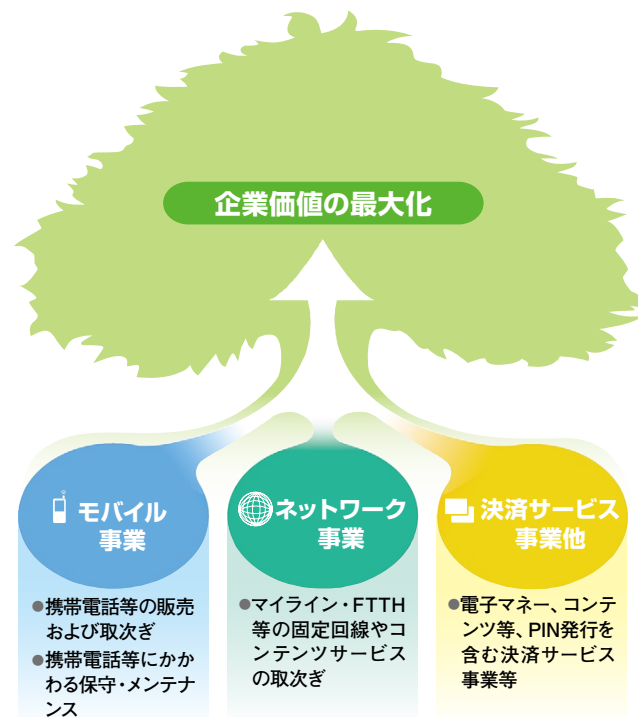 企業価値の最大化
モバイル
事業
●携帯電話等の販売
および取次ぎ
●携帯電話等にかか
わる保守・メンテナ
ンス
ネットワーク
事業
●マイライン・FTTH
等の固定回線やコ
ンテンツサービス
の取次ぎ
決済サービス
事業他
●電子マネー、コンテ
ンツ等、PIN発行を
含む決済サービス
事業等